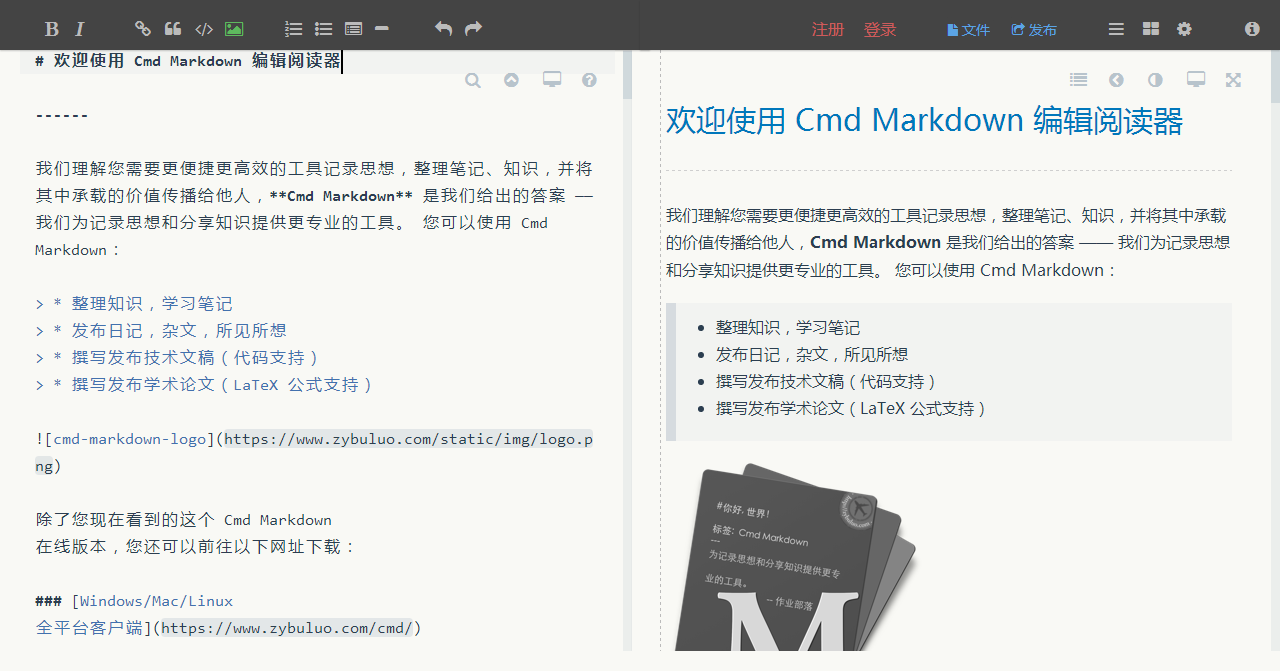 B I 注册 登录 文件 发布
# 欢迎使用 Cmd Markdown 编辑阅读器
------
我们理解您需要更便捷更高效的工具记录思想，整理笔记、知识，并将
其中承载的价值传播给他人，**Cmd Markdown** 是我们给出的答案 ——
我们为记录思想和分享知识提供更专业的工具。 您可以使用 Cmd
Markdown：
> * 整理知识，学习笔记
> * 发布日记，杂文，所见所想
> * 撰写发布技术文稿（代码支持）
> * 撰写发布学术论文（LaTeX 公式支持）
![cmd-markdown-logo](https://www.zybuluo.com/static/img/logo.p
ng)
除了您现在看到的这个 Cmd Markdown
在线版本，您还可以前往以下网址下载：
### [Windows/Mac/Linux
全平台客户端](https://www.zybuluo.com/cmd/)
欢迎使用 Cmd Markdown 编辑阅读器
我们理解您需要更便捷更高效的工具记录思想，整理笔记、知识，并将其中承载
的价值传播给他人，Cmd Markdown 是我们给出的答案 —— 我们为记录思想
和分享知识提供更专业的工具。 您可以使用 Cmd Markdown：
整理知识，学习笔记
发布日记，杂文，所见所想
撰写发布技术文稿（代码支持）
撰写发布学术论文（LaTeX 公式支持）
#你好, 世界!
标签: Cmd Markdown
---
为记录思想和分享知识提供更专
业的工具。
— 作业部落
M